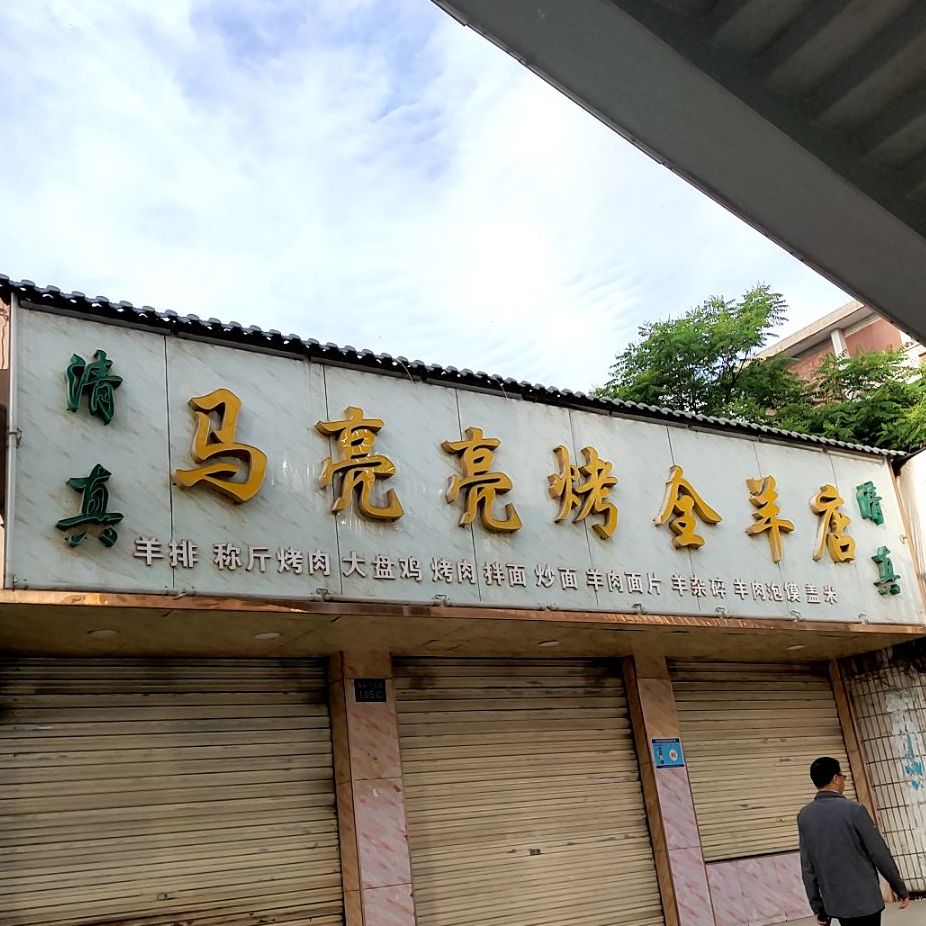 清真
马亮亮烤全羊店
清真
羊排 称斤烤肉 大盘鸡 烤肉 拌面 炒面 羊肉面片 羊杂碎 羊肉泡馍 盖米
105